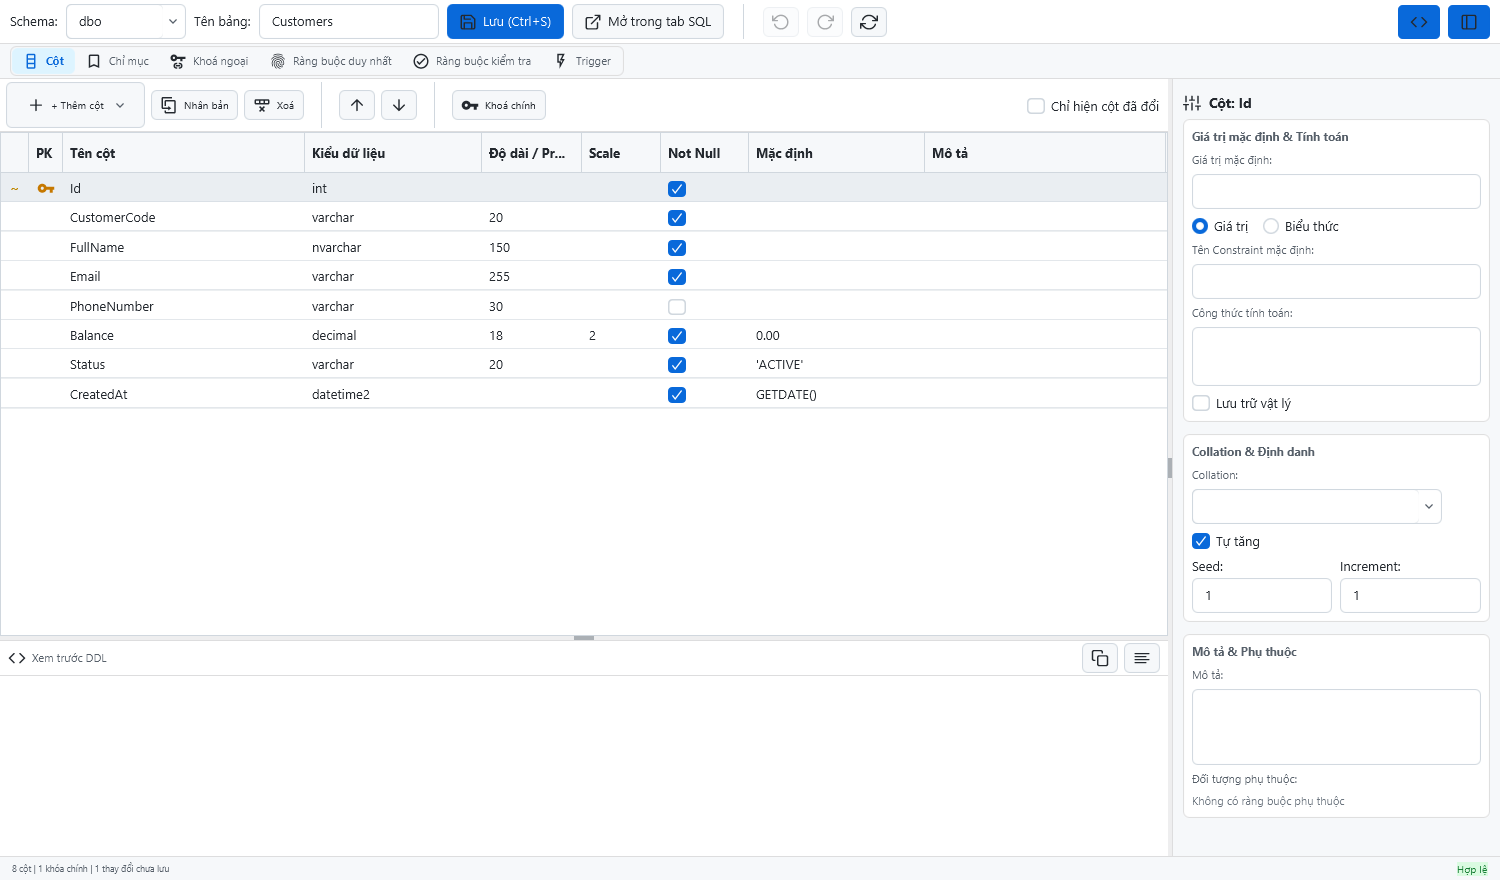 Schema: dbo Tên bảng: Customers Lưu (Ctrl+S) Mở trong tab SQL
Cột Chỉ mục Khoá ngoại Ràng buộc duy nhất Ràng buộc kiểm tra Trigger
+ Thêm cột Nhân bản Xoá Khoá chính Chỉ hiện cột đã đổi
PK Tên cột Kiểu dữ liệu Độ dài / Pr... Scale Not Null Mặc định Mô tả
~ Id int
CustomerCode varchar 20
FullName nvarchar 150
Email varchar 255
PhoneNumber varchar 30
Balance decimal 18 2 0.00
Status varchar 20 'ACTIVE'
CreatedAt datetime2 GETDATE()
Xem trước DDL
Cột: Id
Giá trị mặc định & Tính toán
Giá trị mặc định:
Giá trị Biểu thức
Tên Constraint mặc định:
Công thức tính toán:
Lưu trữ vật lý
Collation & Định danh
Collation:
Tự tăng
Seed: Increment:
1 1
Mô tả & Phụ thuộc
Mô tả:
Đối tượng phụ thuộc:
Không có ràng buộc phụ thuộc
8 cột | 1 khóa chính | 1 thay đổi chưa lưu Hợp lệ